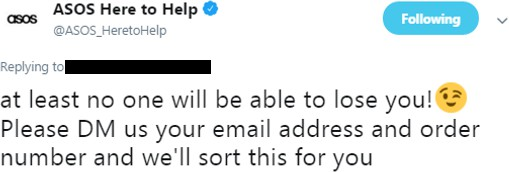 asos
ASOS Here to Help
@ASOS_HeretoHelp
Following
Replying to
at least no one will be able to lose you!😉
Please DM us your email address and order
number and we'll sort this for you